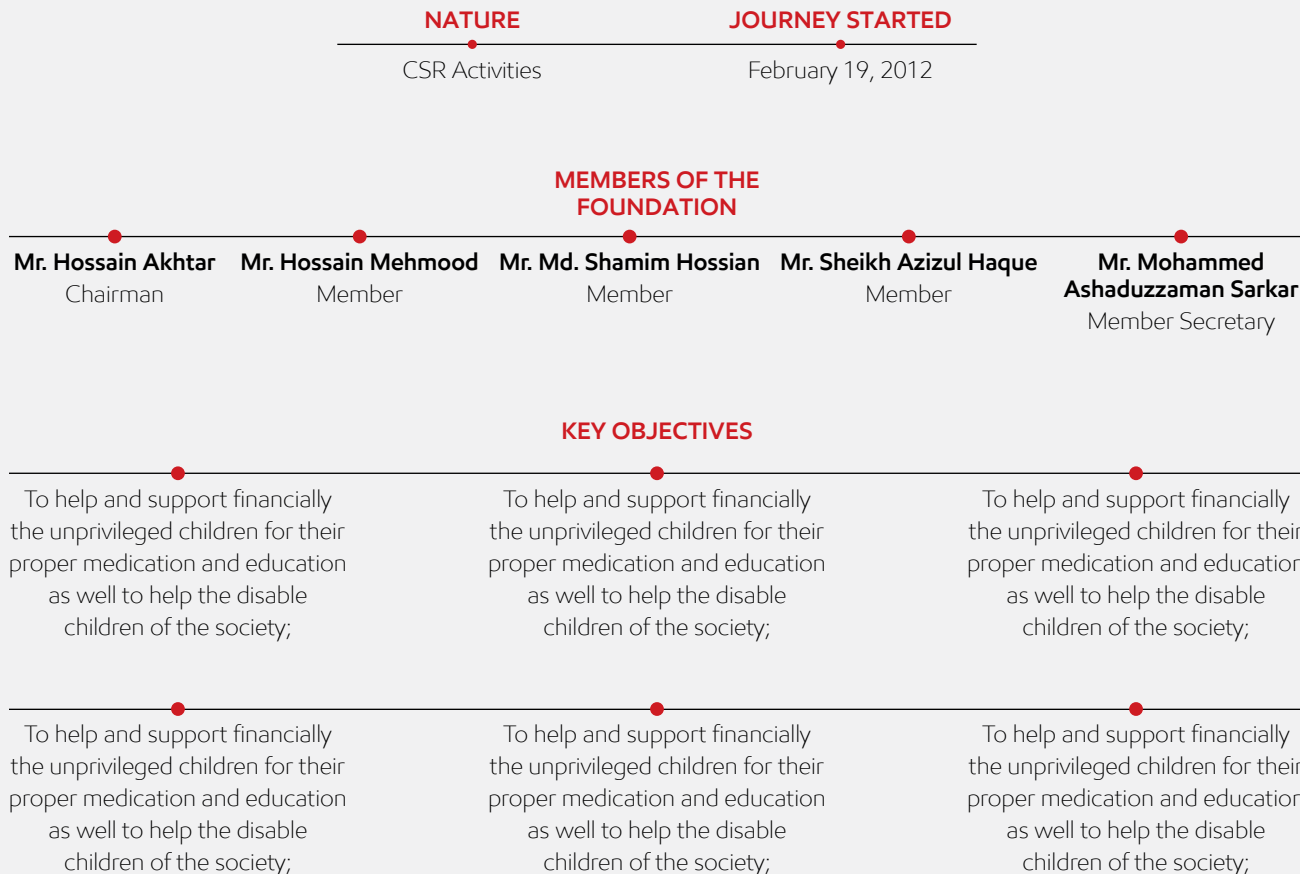 NATURE
CSR Activities
JOURNEY STARTED
February 19, 2012
MEMBERS OF THE
FOUNDATION
Mr. Hossain Akhtar
Chairman
Mr. Hossain Mehmood
Member
Mr. Md. Shamim Hossian
Member
Mr. Sheikh Azizul Haque
Member
Mr. Mohammed
Ashaduzzaman Sarkar
Member Secretary
KEY OBJECTIVES
To help and support financially
the unprivileged children for their
proper medication and education
as well to help the disable
children of the society;
To help and support financially
the unprivileged children for their
proper medication and education
as well to help the disable
children of the society;
To help and support financially
the unprivileged children for their
proper medication and education
as well to help the disable
children of the society;
To help and support financially
the unprivileged children for their
proper medication and education
as well to help the disable
children of the society;
To help and support financially
the unprivileged children for their
proper medication and education
as well to help the disable
children of the society;
To help and support financially
the unprivileged children for their
proper medication and education
as well to help the disable
children of the society;